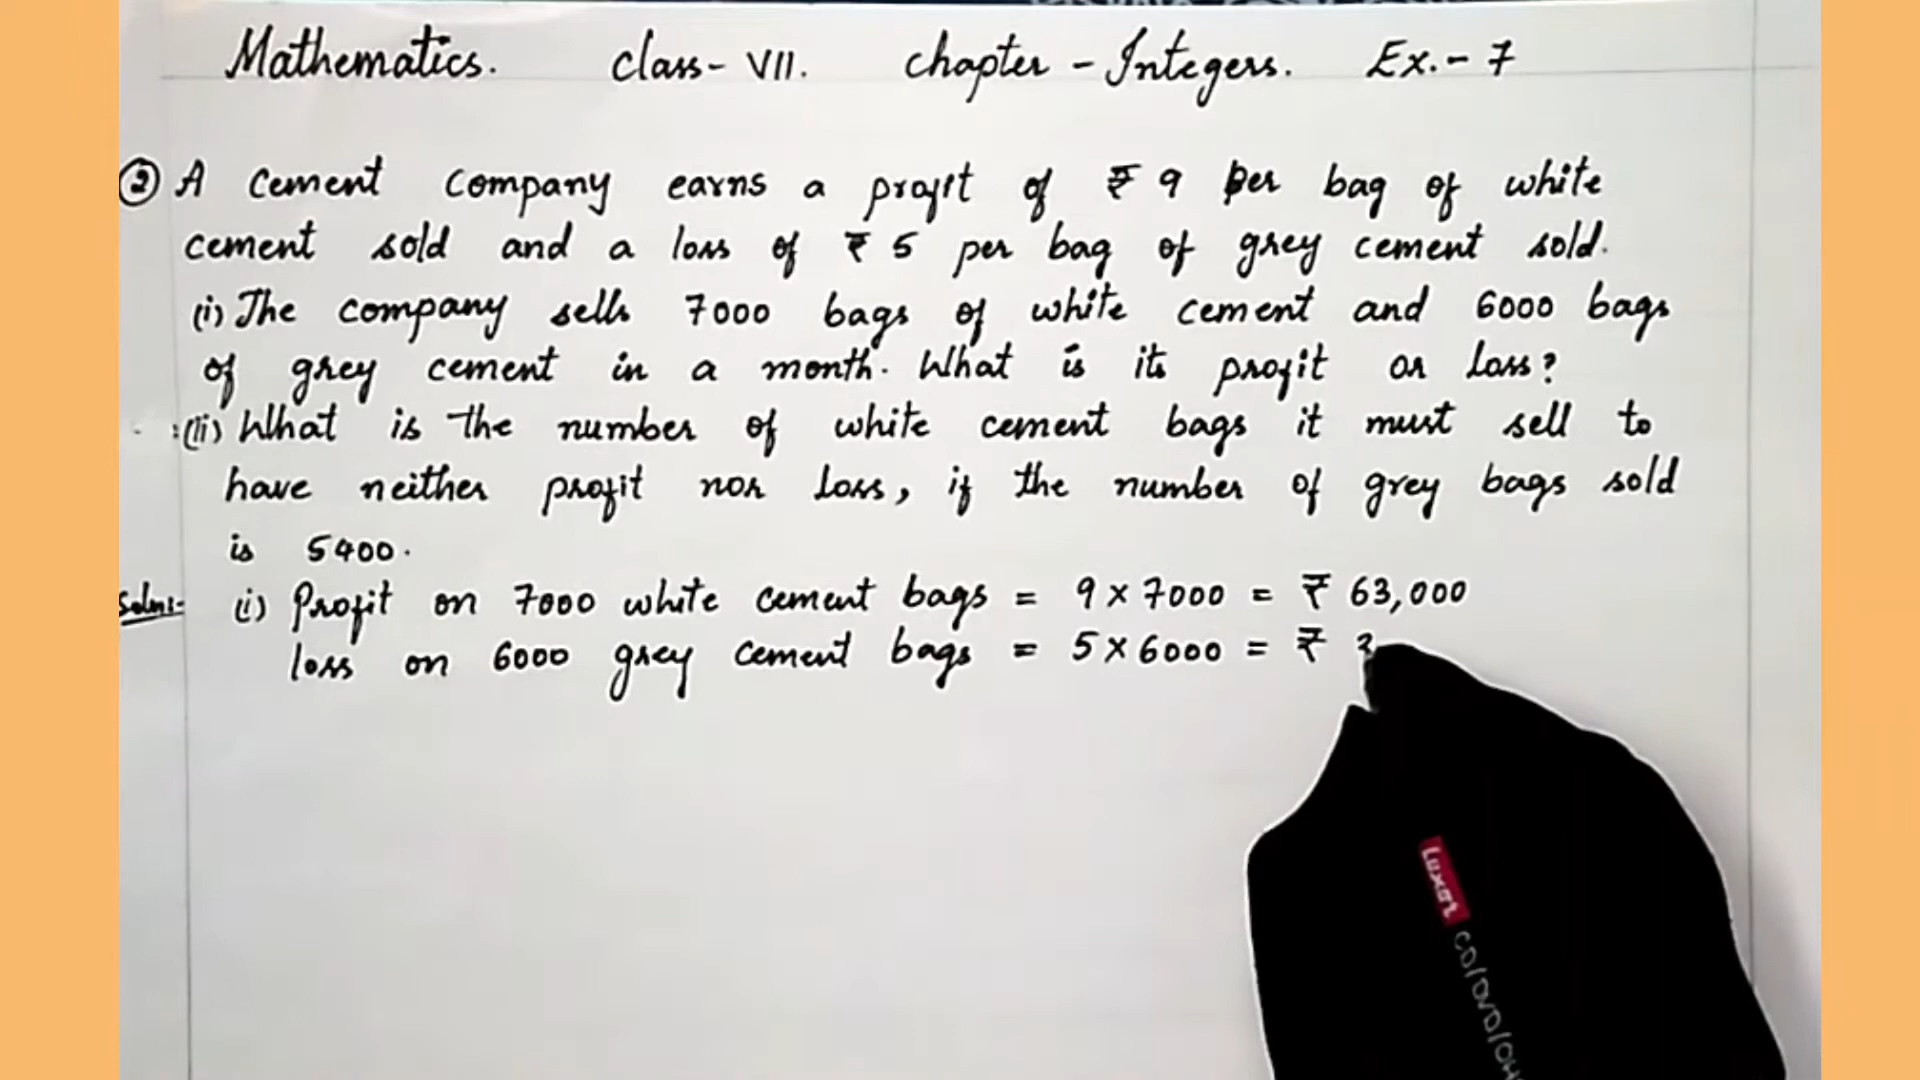 Mathematics. class- VII. chapter - Integers. Ex.- 7
② A cement company earns a profit of ₹ 9 per bag of white
cement sold and a loss of ₹ 5 per bag of grey cement sold.
(i) The company sells 7000 bags of white cement and 6000 bags
of grey cement in a month. What is its profit or loss?
(ii) What is the number of white cement bags it must sell to
have neither profit nor loss, if the number of grey bags sold
is 5400.
Soln:- (i) Profit on 7000 white cement bags = 9 × 7000 = ₹ 63,000
loss on 6000 grey cement bags = 5 × 6000 = ₹
Luxor